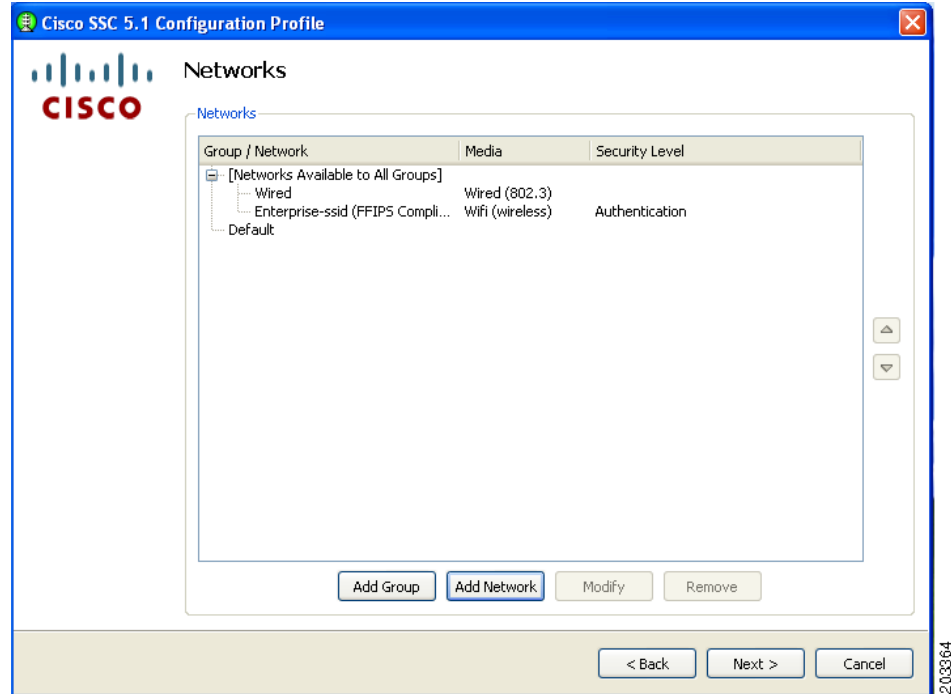 Cisco SSC 5.1 Configuration Profile
CISCO
Networks
Networks
Group / Network Media Security Level
[Networks Available to All Groups]
Wired Wired (802.3)
Enterprise-ssid (FFIPS Compli... Wifi (wireless) Authentication
Default
Add Group Add Network Modify Remove
< Back Next > Cancel
203364